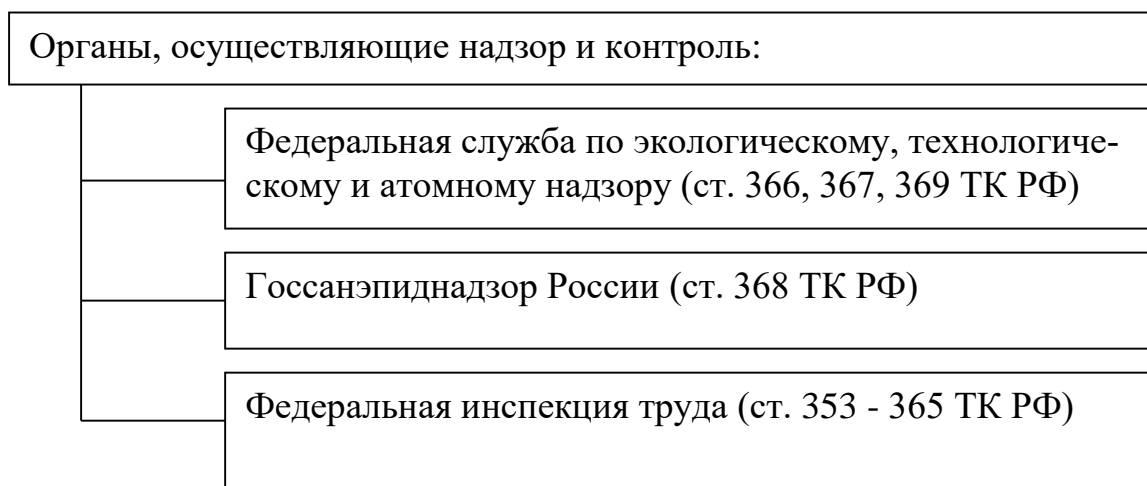 Органы, осуществляющие надзор и контроль:
Федеральная служба по экологическому, технологиче-
скому и атомному надзору (ст. 366, 367, 369 ТК РФ)
Госсанэпиднадзор России (ст. 368 ТК РФ)
Федеральная инспекция труда (ст. 353 - 365 ТК РФ)